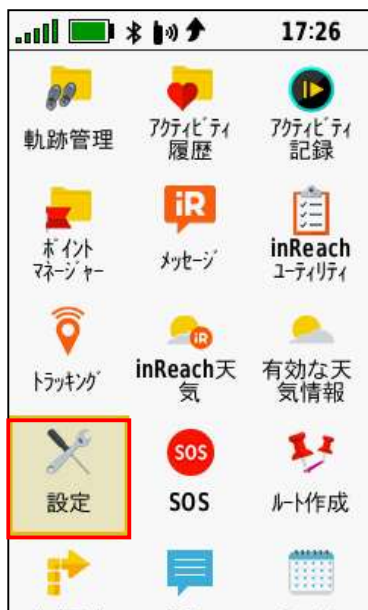 17:26
軌跡管理
ｱｸﾃｨﾋﾞﾃｨ
履歴
ｱｸﾃｨﾋﾞﾃｨ
記録
ﾎﾟｲﾝﾄ
ﾏﾈｰｼﾞｬｰ
iR
ﾒｯｾｰｼﾞ
inReach
ﾕｰﾃｨﾘﾃｨ
ﾄﾗｯｷﾝｸﾞ
iR
inReach天
気
有効な天
気情報
設定
SOS
SOS
ﾙｰﾄ作成